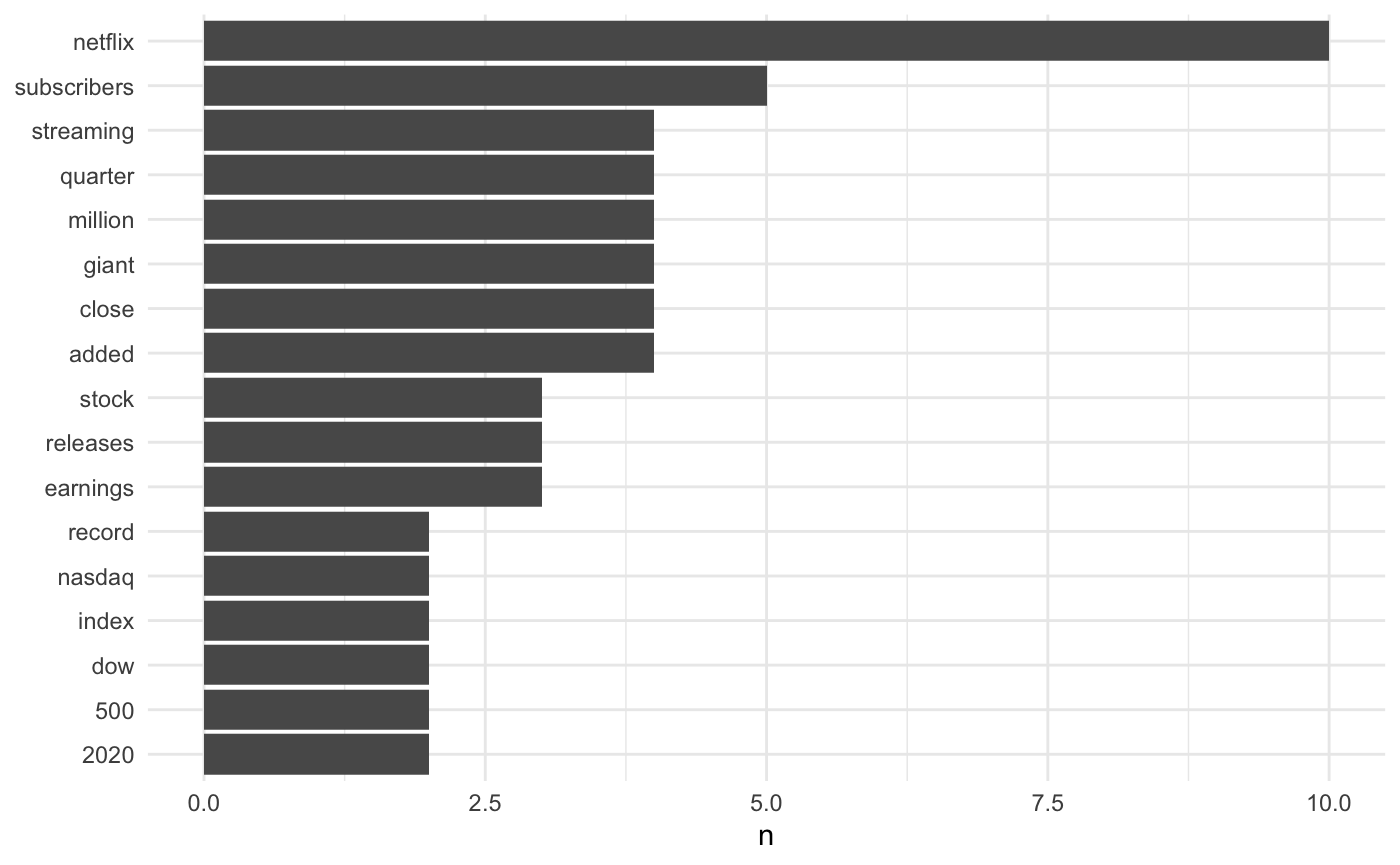 netflix
subscribers
streaming
quarter
million
giant
close
added
stock
releases
earnings
record
nasdaq
index
dow
500
2020
0.0 2.5 5.0 7.5 10.0
n